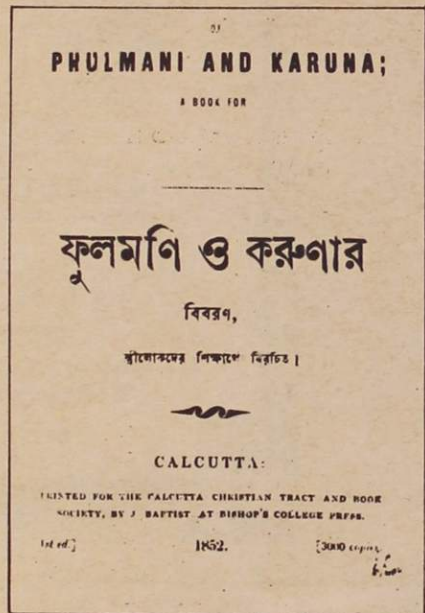 OF
PHULMANI AND KARUNA;
A BOOK FOR
ফুলমণি ও করুণার
বিবরণ,
স্ত্রীলোকদের শিক্ষার্থে বিরচিত।
CALCUTTA:
PRINTED FOR THE CALCUTTA CHRISTIAN TRACT AND BOOK
SOCIETY, BY J BAPTIST AT BISHOP'S COLLEGE PRESS.
1st ed.] 1852. [3000 copies